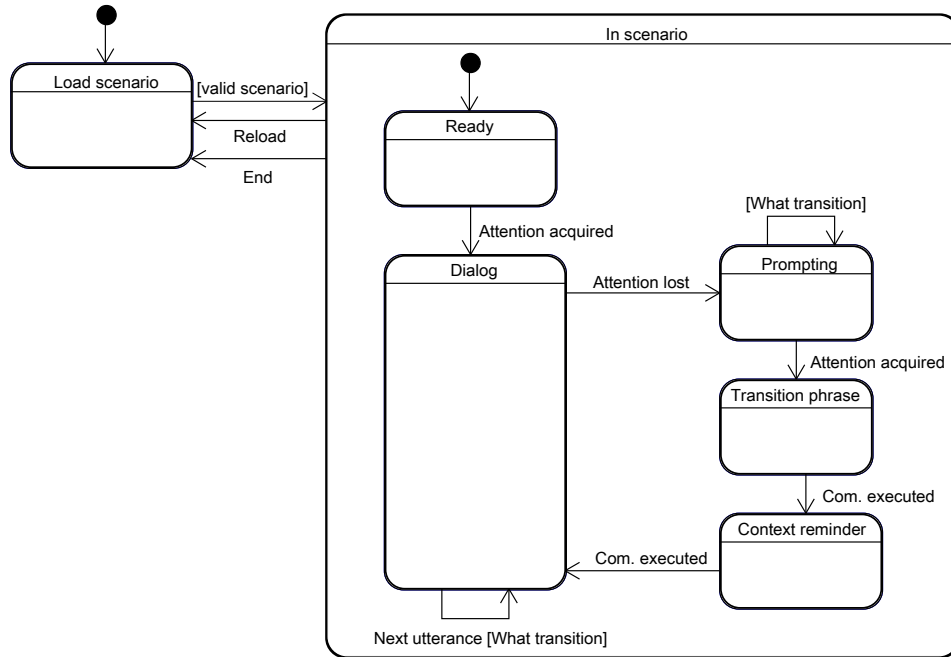 In scenario
Load scenario
[valid scenario]
Reload
End
Ready
Attention acquired
[What transition]
Dialog
Prompting
Attention lost
Attention acquired
Transition phrase
Com. executed
Context reminder
Com. executed
Next utterance [What transition]